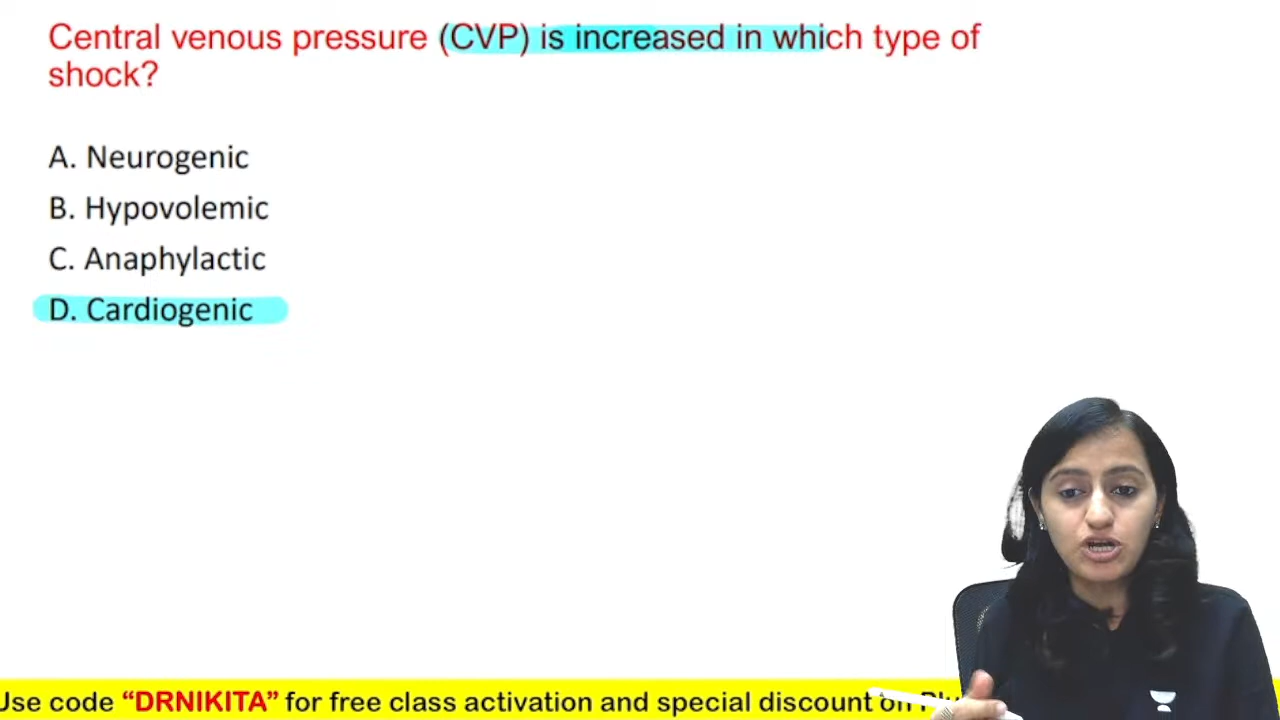 Central venous pressure (CVP) is increased in which type of
shock?
A. Neurogenic
B. Hypovolemic
C. Anaphylactic
D. Cardiogenic
Use code “DRNIKITA” for free class activation and special discount on